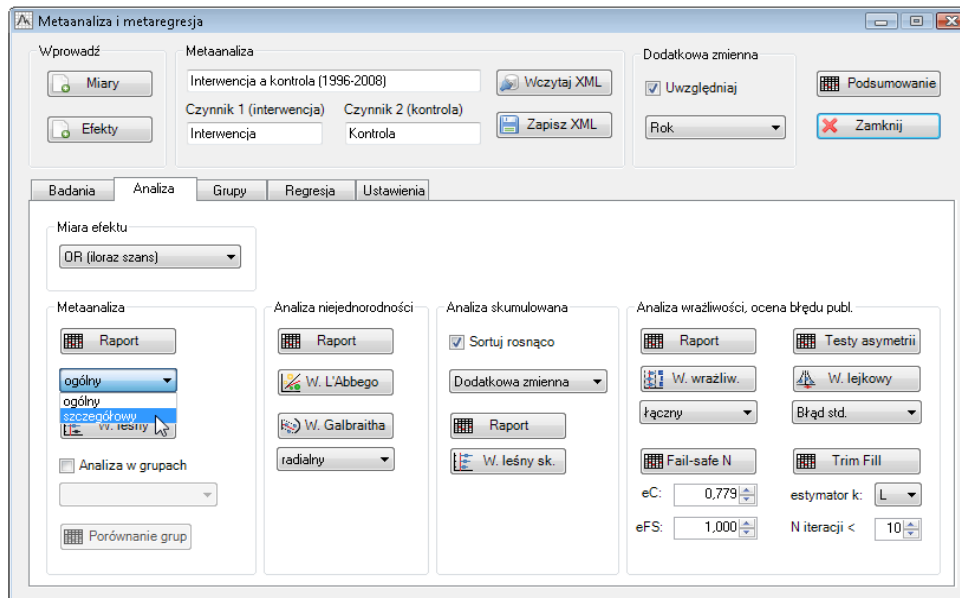 Metaanaliza i metaregresja
Wprowadź
Miary
Efekty
Metaanaliza
Interwencja a kontrola (1996-2008)
Czynnik 1 (interwencja)
Czynnik 2 (kontrola)
Interwencja
Kontrola
Wczytaj XML
Zapisz XML
Dodatkowa zmienna
Uwzględniaj
Rok
Podsumowanie
Zamknij
Badania
Analiza
Grupy
Regresja
Ustawienia
Miara efektu
OR (iloraz szans)
Metaanaliza
Raport
ogólny
ogólny
szczegółowy
W. leśny
Analiza w grupach
Porównanie grup
Analiza niejednorodności
Raport
W. L'Abbego
W. Galbraitha
radialny
Analiza skumulowana
Sortuj rosnąco
Dodatkowa zmienna
Raport
W. leśny sk.
Analiza wrażliwości, ocena błędu publ.
Raport
Testy asymetrii
W. wrażliw.
W. lejkowy
łączny
Błąd std.
Fail-safe N
Trim Fill
eC:
0,779
estymator k:
L
eFS:
1,000
N iteracji <
10